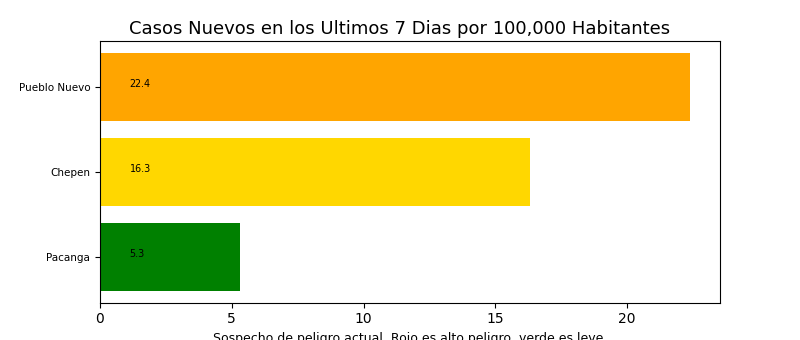 Casos Nuevos en los Ultimos 7 Dias por 100,000 Habitantes
Pueblo Nuevo
22.4
Chepen
16.3
Pacanga
5.3
0 5 10 15 20
Sospecho de peligro actual. Rojo es alto peligro, verde es leve